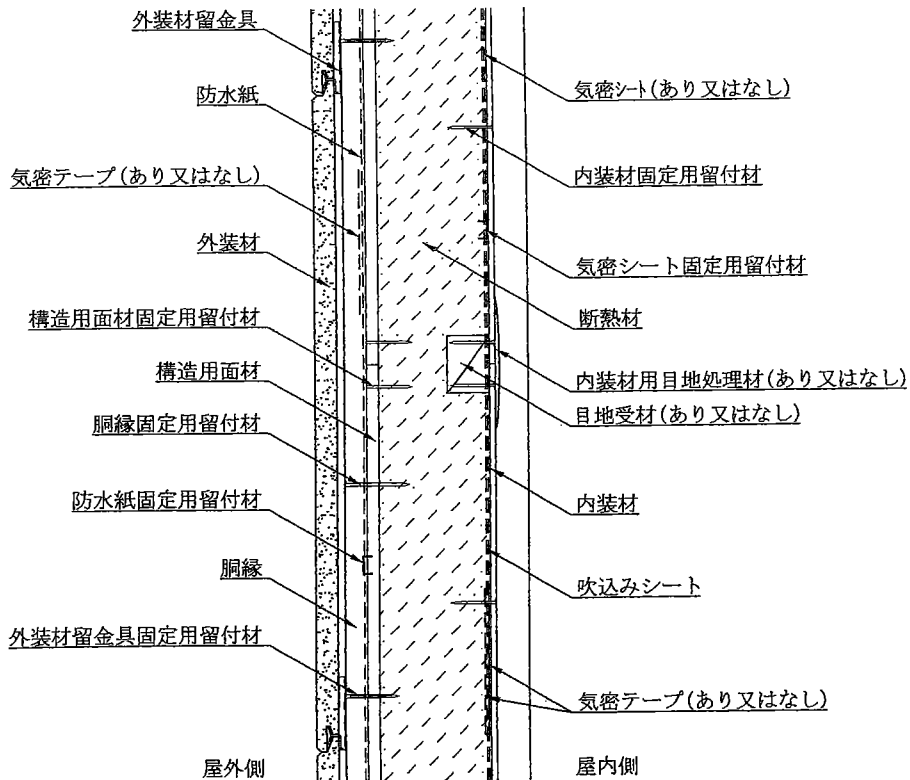 外装材留金具
防水紙
気密テープ(あり又はなし)
外装材
構造用面材固定用留付材
構造用面材
胴縁固定用留付材
防水紙固定用留付材
胴縁
外装材留金具固定用留付材
屋外側
気密シート(あり又はなし)
内装材固定用留付材
気密シート固定用留付材
断熱材
内装材用目地処理材(あり又はなし)
目地受材(あり又はなし)
内装材
吹込みシート
気密テープ(あり又はなし)
屋内側